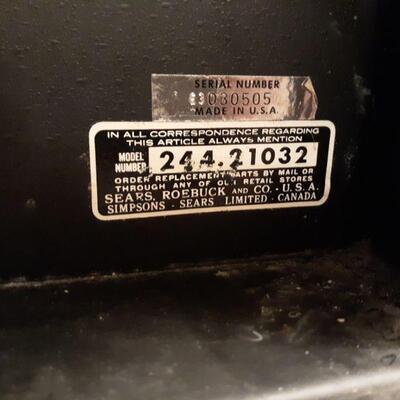 SERIAL NUMBER
030505
MADE IN U.S.A.
IN ALL CORRESPONDENCE REGARDING
THIS ARTICLE ALWAYS MENTION
MODEL
NUMBER 244.21032
ORDER REPLACEMENT PARTS BY MAIL OR
THROUGH ANY OF OUR RETAIL STORES
SEARS, ROEBUCK AND CO. - U.S.A.
SIMPSONS - SEARS LIMITED - CANADA